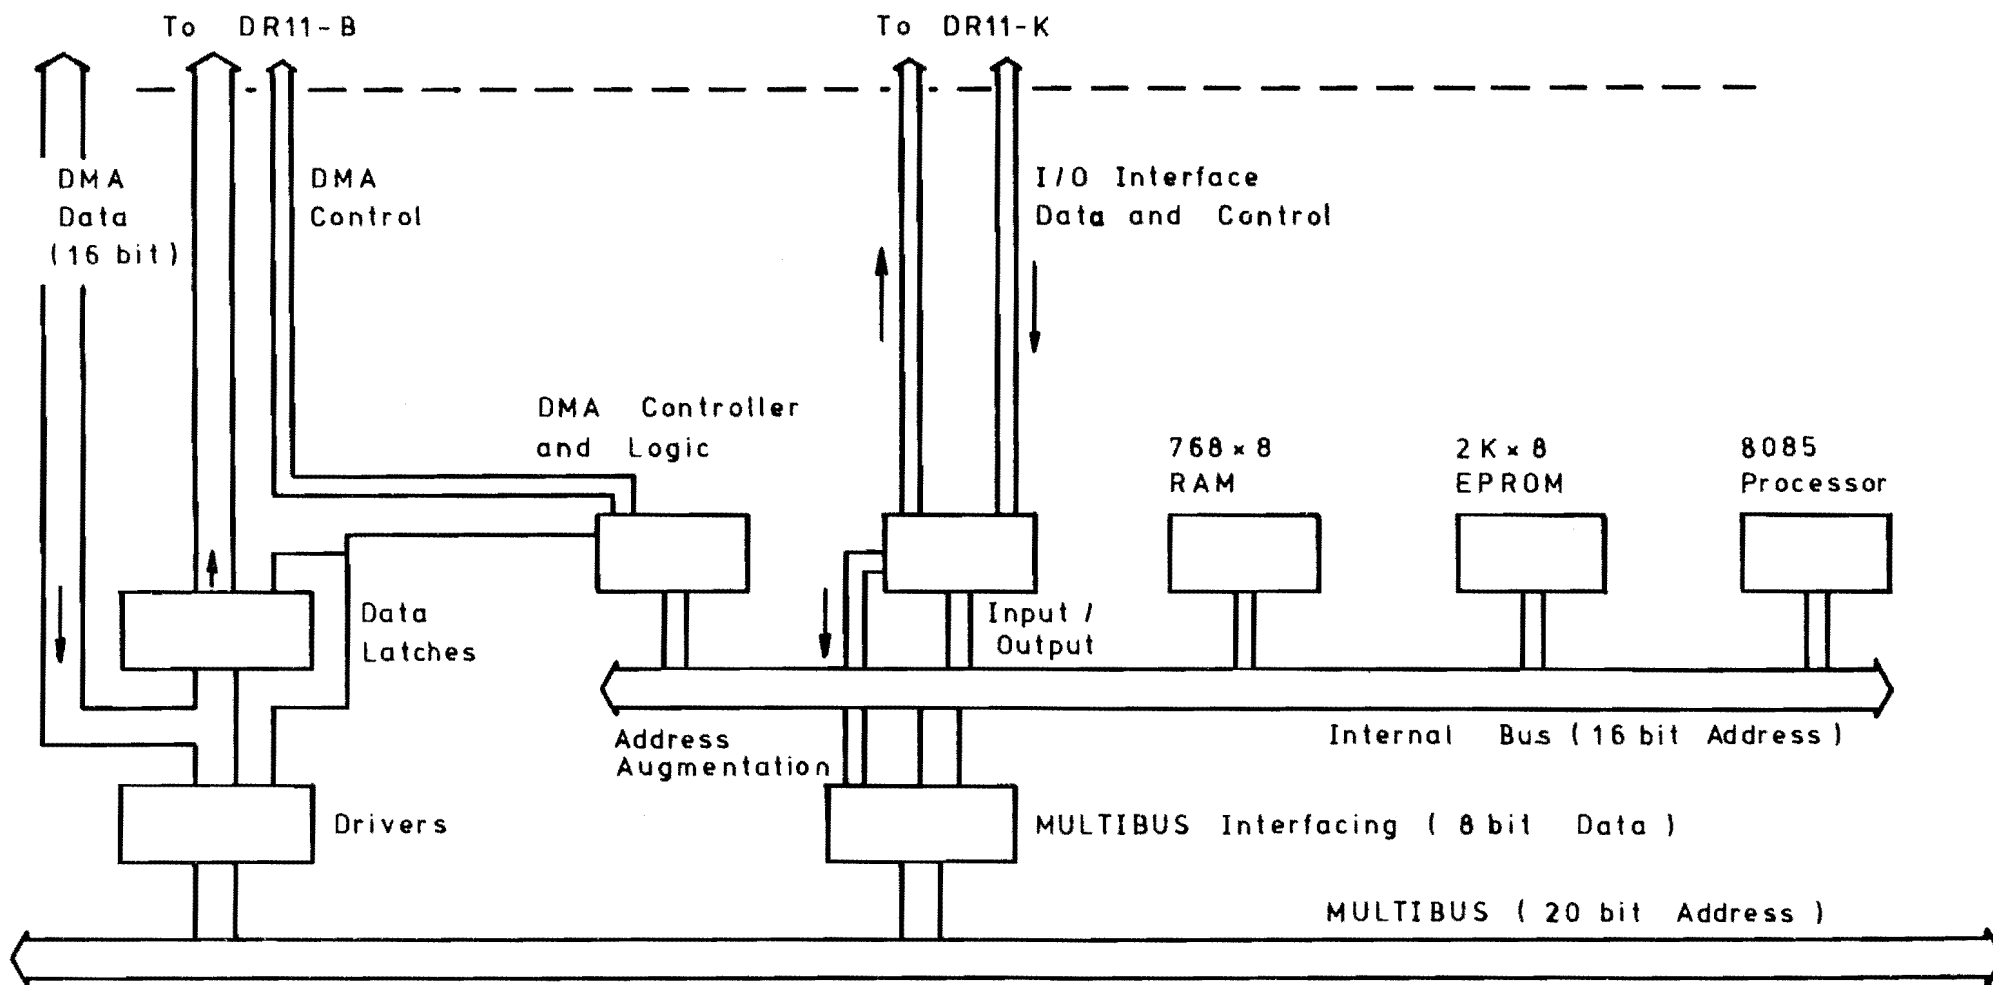 To DR11-B
To DR11-K
DMA
Data
(16 bit)
DMA
Control
I/O Interface
Data and Control
DMA Controller
and Logic
768×8
RAM
2K×8
EPROM
8085
Processor
Data
Latches
Input /
Output
Address
Augmentation
Internal Bus (16 bit Address)
Drivers
MULTIBUS Interfacing (8 bit Data)
MULTIBUS (20 bit Address)